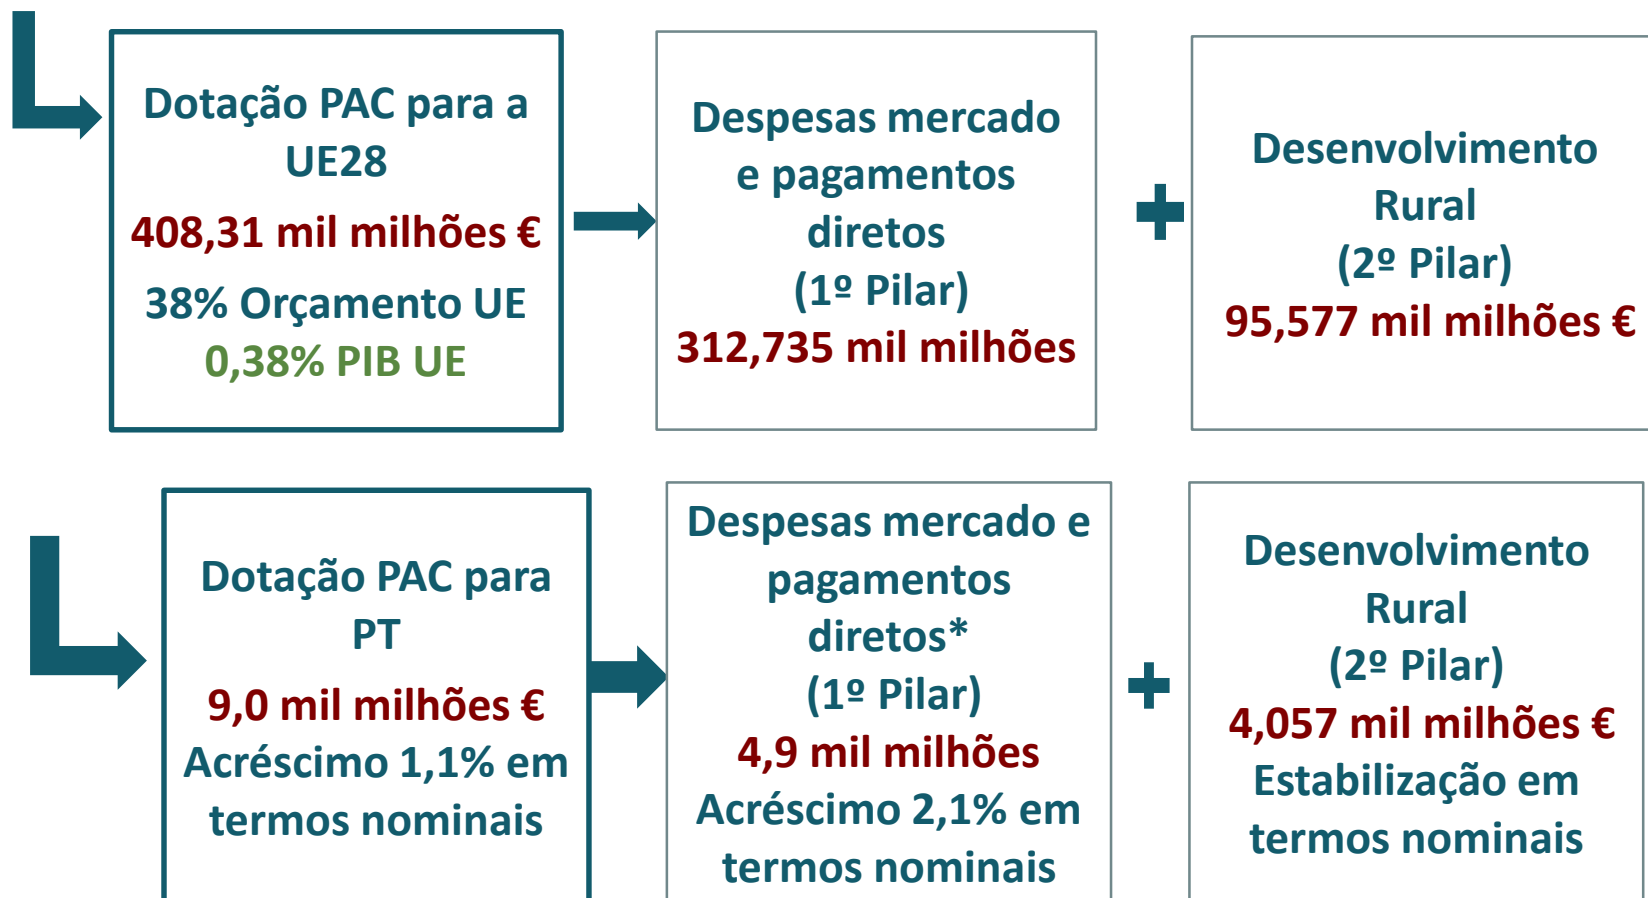 Dotação PAC para a
UE28
408,31 mil milhões €
38% Orçamento UE
0,38% PIB UE
Despesas mercado
e pagamentos
diretos
(1º Pilar)
312,735 mil milhões
Desenvolvimento
Rural
(2º Pilar)
95,577 mil milhões €
Dotação PAC para
PT
9,0 mil milhões €
Acréscimo 1,1% em
termos nominais
Despesas mercado e
pagamentos
diretos*
(1º Pilar)
4,9 mil milhões
Acréscimo 2,1% em
termos nominais
Desenvolvimento
Rural
(2º Pilar)
4,057 mil milhões €
Estabilização em
termos nominais